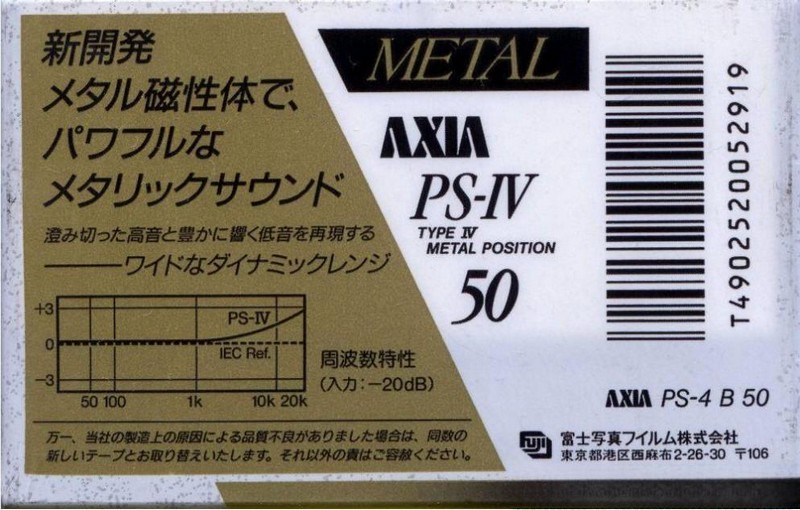 新開発
メタル磁性体で、
パワフルな
メタリックサウンド
澄み切った高音と豊かに響く低音を再現する
———ワイドなダイナミックレンジ
+3
0
−3
PS-IV
IEC Ref.
50 100 1k 10k 20k
周波数特性
(入力:−20dB)
万一、当社の製造上の原因による品質不良がありました場合は、同数の
新しいテープとお取り替えいたします。それ以外の責はご容赦ください。
METAL
AXIA
PS-IV
TYPE IV
METAL POSITION
50
T4902520052919
AXIA PS-4 B 50
FUJI
富士写真フイルム株式会社
東京都港区西麻布2-26-30 〒106